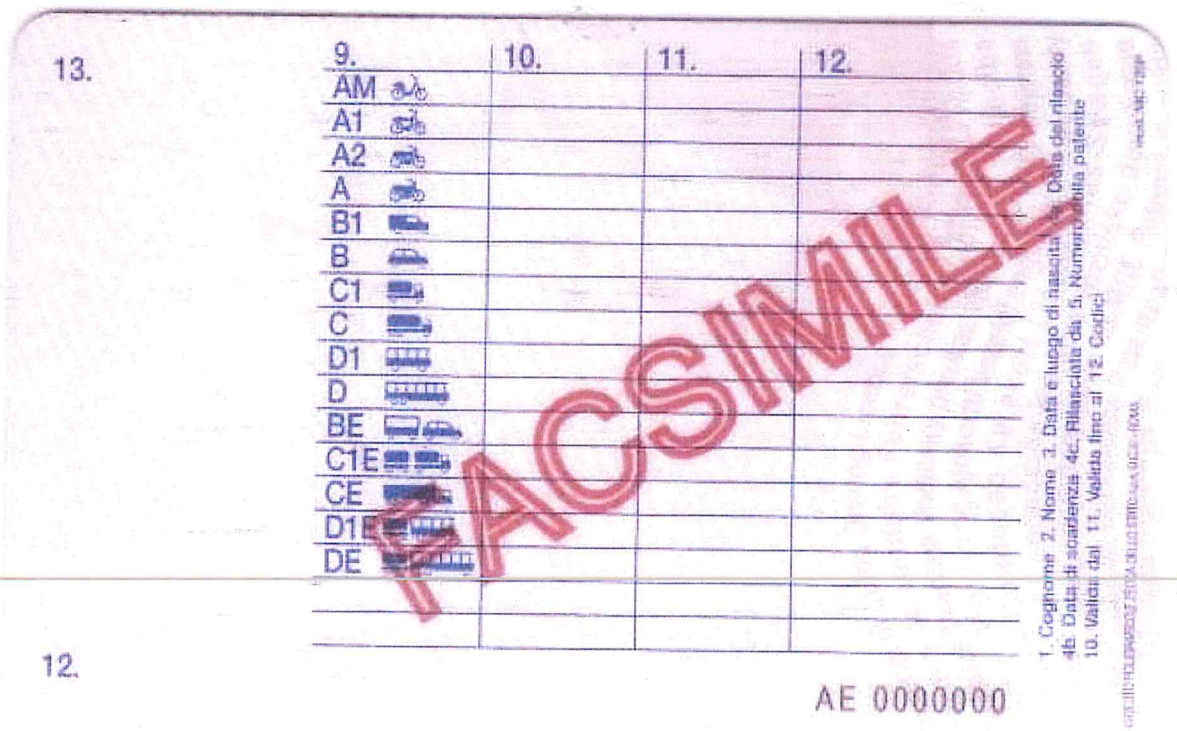 13.
9. 10. 11. 12.
AM
A1
A2
A
B1
B
C1
C
D1
D
BE
C1E
CE
D1E
DE
FACSIMILE
12.
AE 0000000
1. Cognome 2. Nome 3. Data e luogo di nascita 4a. Data del rilascio
4b. Data di scadenza 4c. Rilasciata da 5. Numero della patente
10. Valida dal 11. Valida fino al 12. Codici